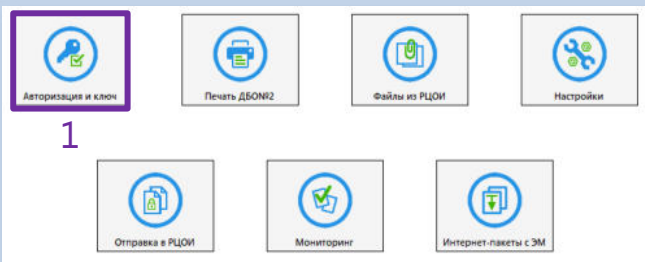 Авторизация и ключ
Печать ДБО№2
Файлы из РЦОИ
Настройки
1
Отправка в РЦОИ
Мониторинг
Интернет-пакеты с ЭМ